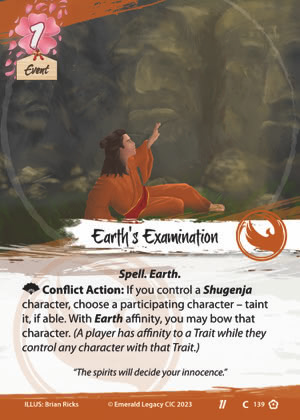 1
Event
Earth's Examination
Spell. Earth.
Conflict Action: If you control a Shugenja
character, choose a participating character – taint
it, if able. With Earth affinity, you may bow that
character. (A player has affinity to a Trait while they
control any character with that Trait.)
"The spirits will decide your innocence."
ILLUS: Brian Ricks © Emerald Legacy CIC 2023 C 139